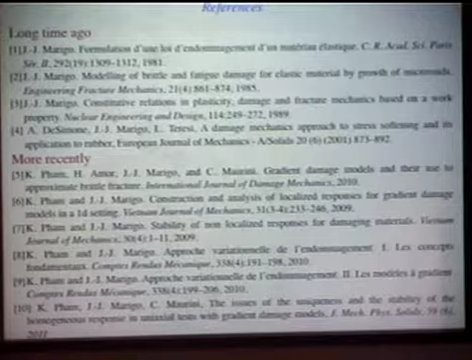 References
Long time ago
[1]J.-J. Marigo. Formulation d'une loi d'endommagement d'un matériau élastique. C. R. Acad. Sci. Paris
Sér. II, 292(19):1309–1312, 1981.
[2]J.-J. Marigo. Modelling of brittle and fatigue damage for elastic material by growth of microvoids.
Engineering Fracture Mechanics, 21(4):861–874, 1985.
[3]J.-J. Marigo. Constitutive relations in plasticity, damage and fracture mechanics based on a work
property. Nuclear Engineering and Design, 114:249–272, 1989.
[4] A. DeSimone, J.-J. Marigo, L. Teresi, A damage mechanics approach to stress softening and its
application to rubber, European Journal of Mechanics - A/Solids 20 (6) (2001) 873–892.
More recently
[5]K. Pham, H. Amor, J.-J. Marigo, and C. Maurini. Gradient damage models and their use to
approximate brittle fracture. International Journal of Damage Mechanics, 2010.
[6]K. Pham and J.-J. Marigo. Construction and analysis of localized responses for gradient damage
models in a 1d setting. Vietnam Journal of Mechanics, 31(3-4):233–246, 2009.
[7]K. Pham and J.-J. Marigo. Stability of non localized responses for damaging materials. Vietnam
Journal of Mechanics, 30(4):1–11, 2009.
[8]K. Pham and J.-J. Marigo. Approche variationnelle de l'endommagement: I. Les concepts
fondamentaux. Comptes Rendus Mécanique, 338(4):191–198, 2010.
[9]K. Pham and J.-J. Marigo. Approche variationnelle de l'endommagement: II. Les modèles à gradient
Comptes Rendus Mécanique, 338(4):199–206, 2010.
[10] K. Pham, J.-J. Marigo, C. Maurini, The issues of the uniqueness and the stability of the
homogeneous response in uniaxial tests with gradient damage models, J. Mech. Phys. Solids, 59 (6),
2011